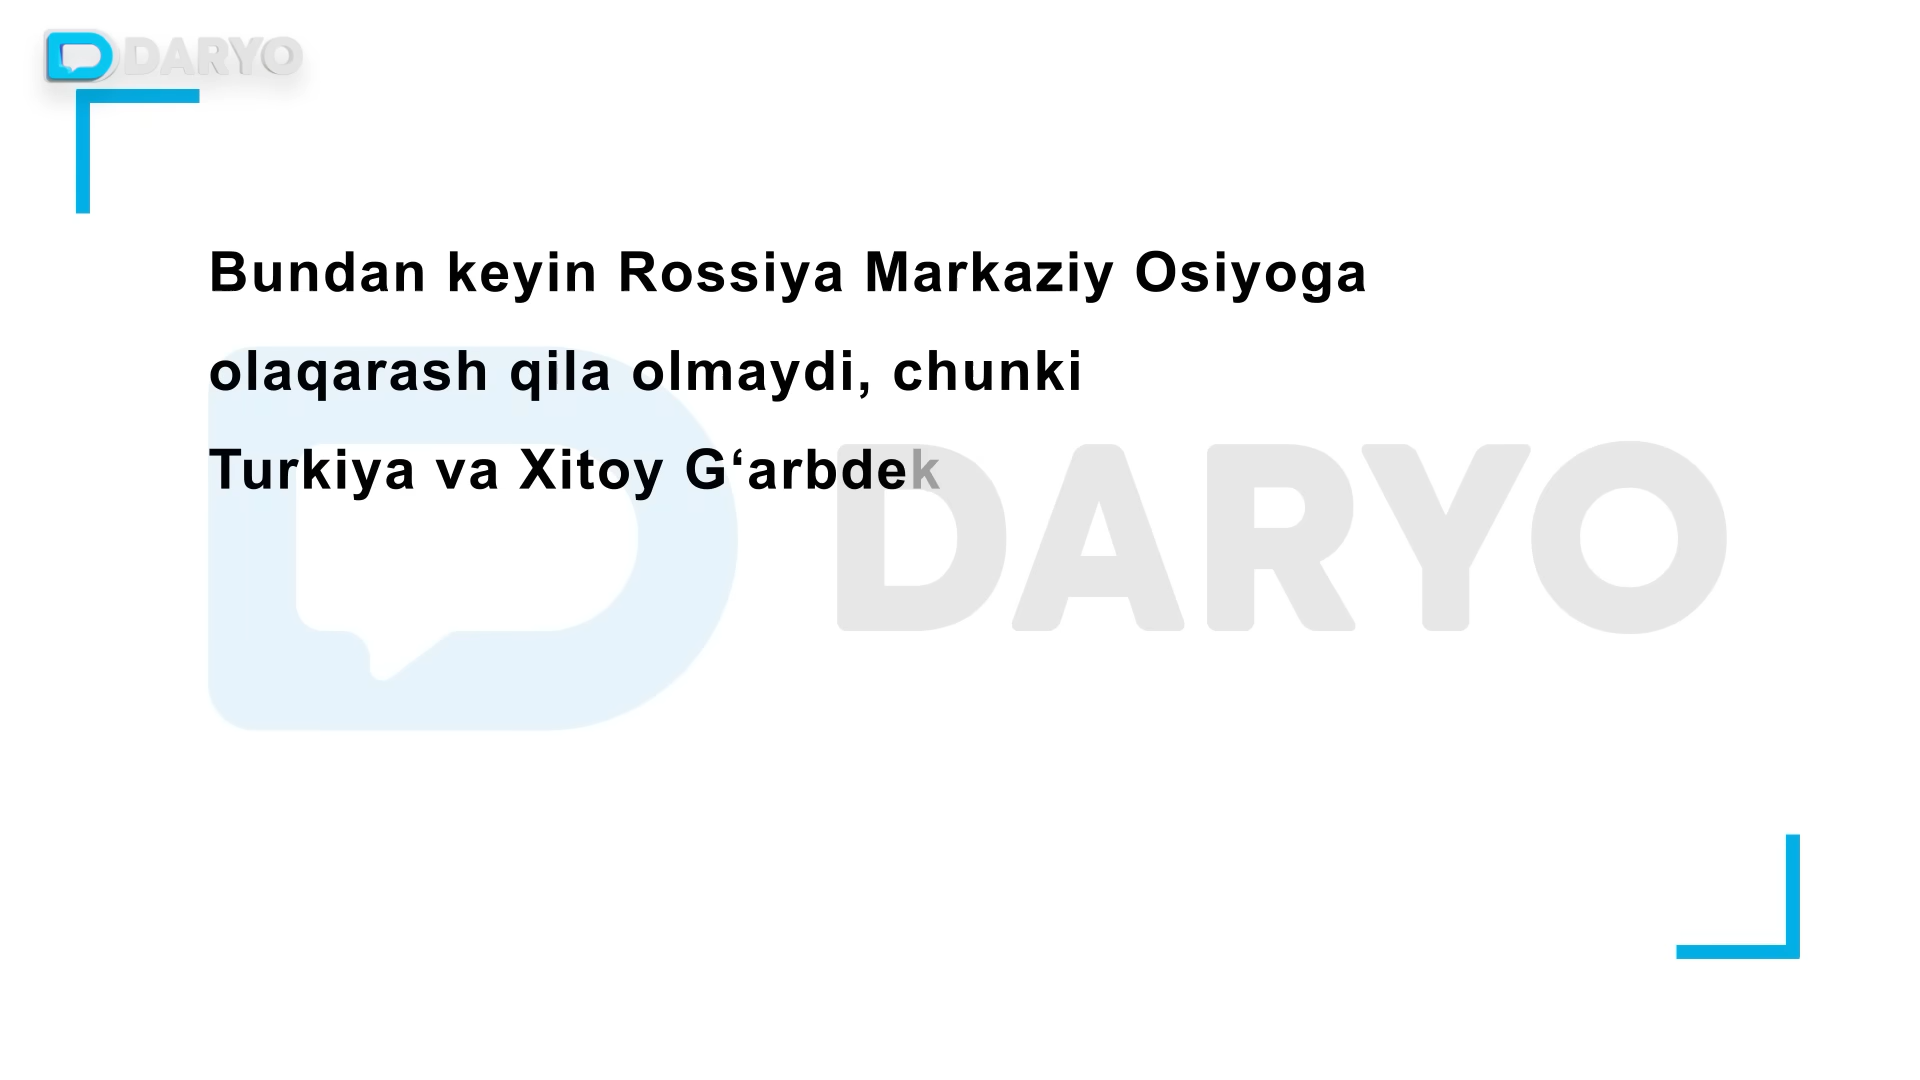 DARYO
Bundan keyin Rossiya Markaziy Osiyoga
olaqarash qila olmaydi, chunki
Turkiya va Xitoy G‘arbdek
DARYO